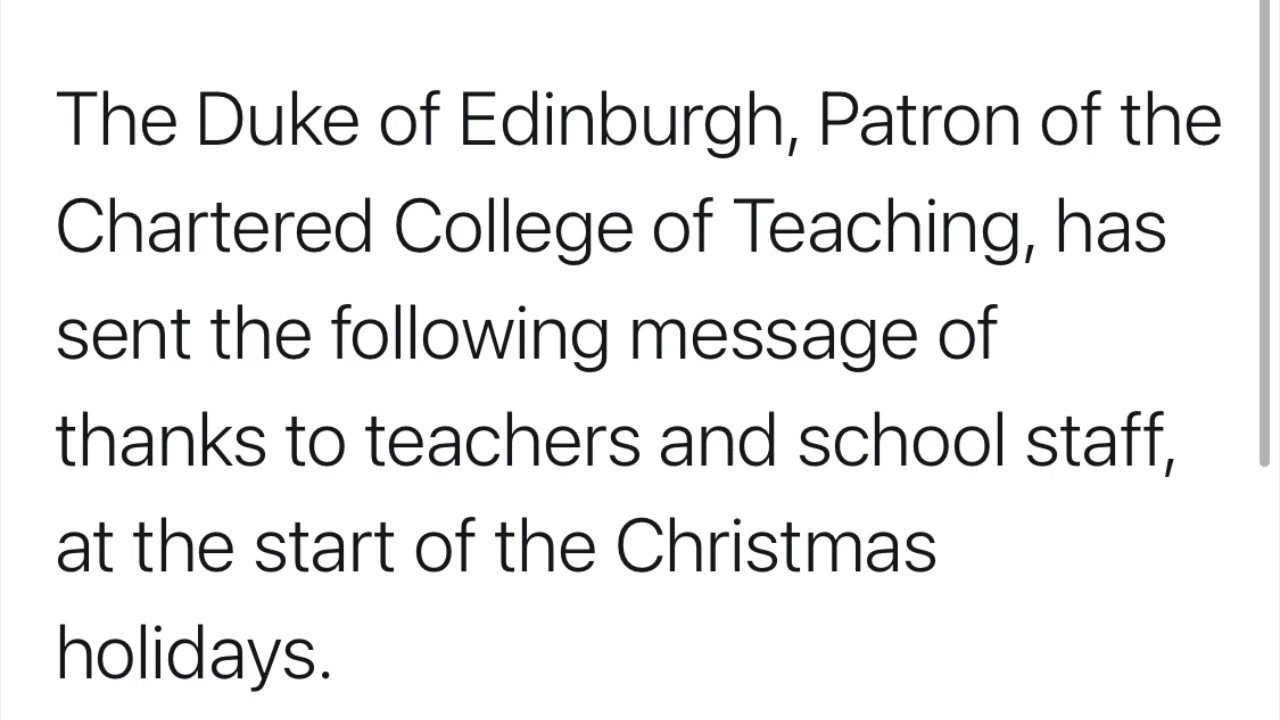 The Duke of Edinburgh, Patron of the
Chartered College of Teaching, has
sent the following message of
thanks to teachers and school staff,
at the start of the Christmas
holidays.